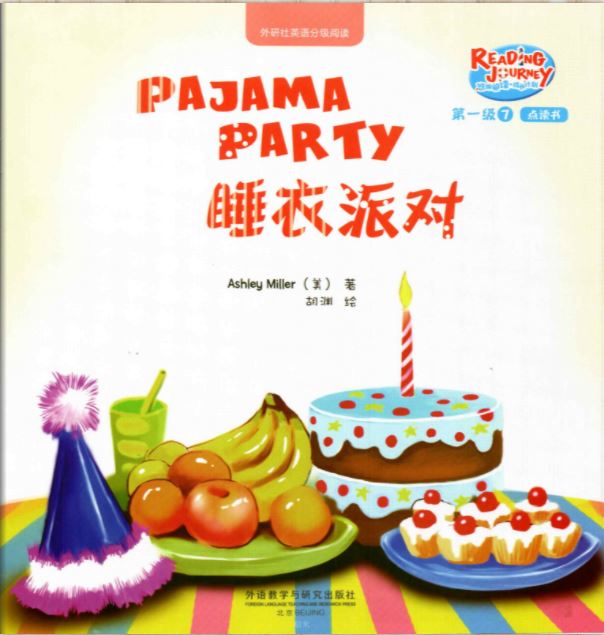 外研社英语分级阅读
READING
JOURNEY
第一级 7 点读书
PAJAMA
PARTY
睡衣派对
Ashley Miller（美）著
胡渊 绘
外语教学与研究出版社
FOREIGN LANGUAGE TEACHING AND RESEARCH PRESS
北京 BEIJING